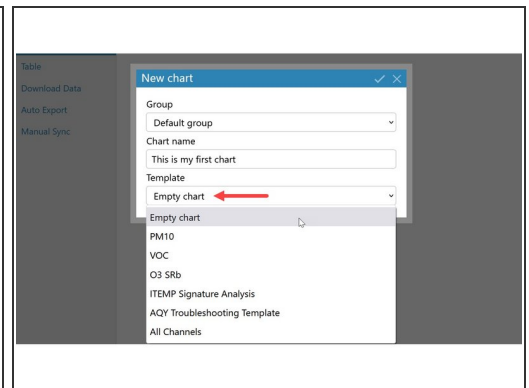 Table
Download Data
Auto Export
Manual Sync
New chart
Group
Default group
Chart name
This is my first chart
Template
Empty chart
Empty chart
PM10
VOC
O3 SRb
ITEMP Signature Analysis
AQY Troubleshooting Template
All Channels